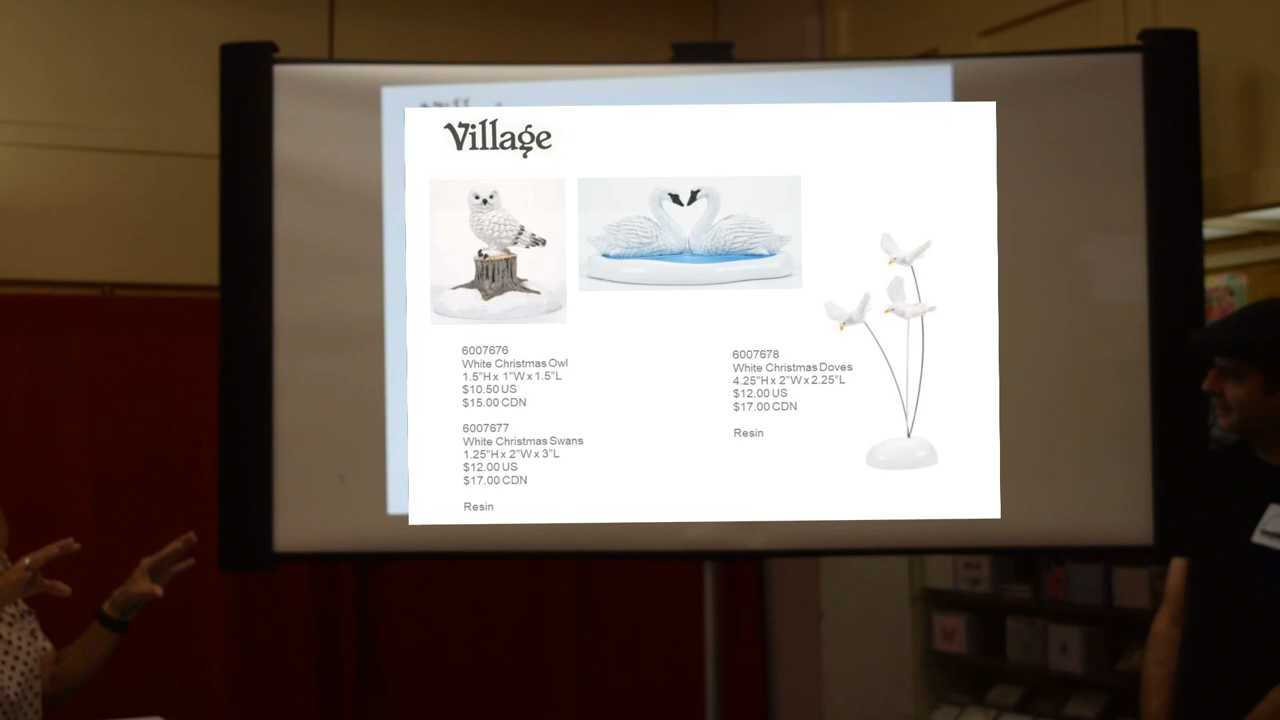 Village
6007676
White Christmas Owl
1.5"H x 1"W x 1.5"L
$10.50 US
$15.00 CDN
6007677
White Christmas Swans
1.25"H x 2"W x 3"L
$12.00 US
$17.00 CDN
Resin
6007678
White Christmas Doves
4.25"H x 2"W x 2.25"L
$12.00 US
$17.00 CDN
Resin